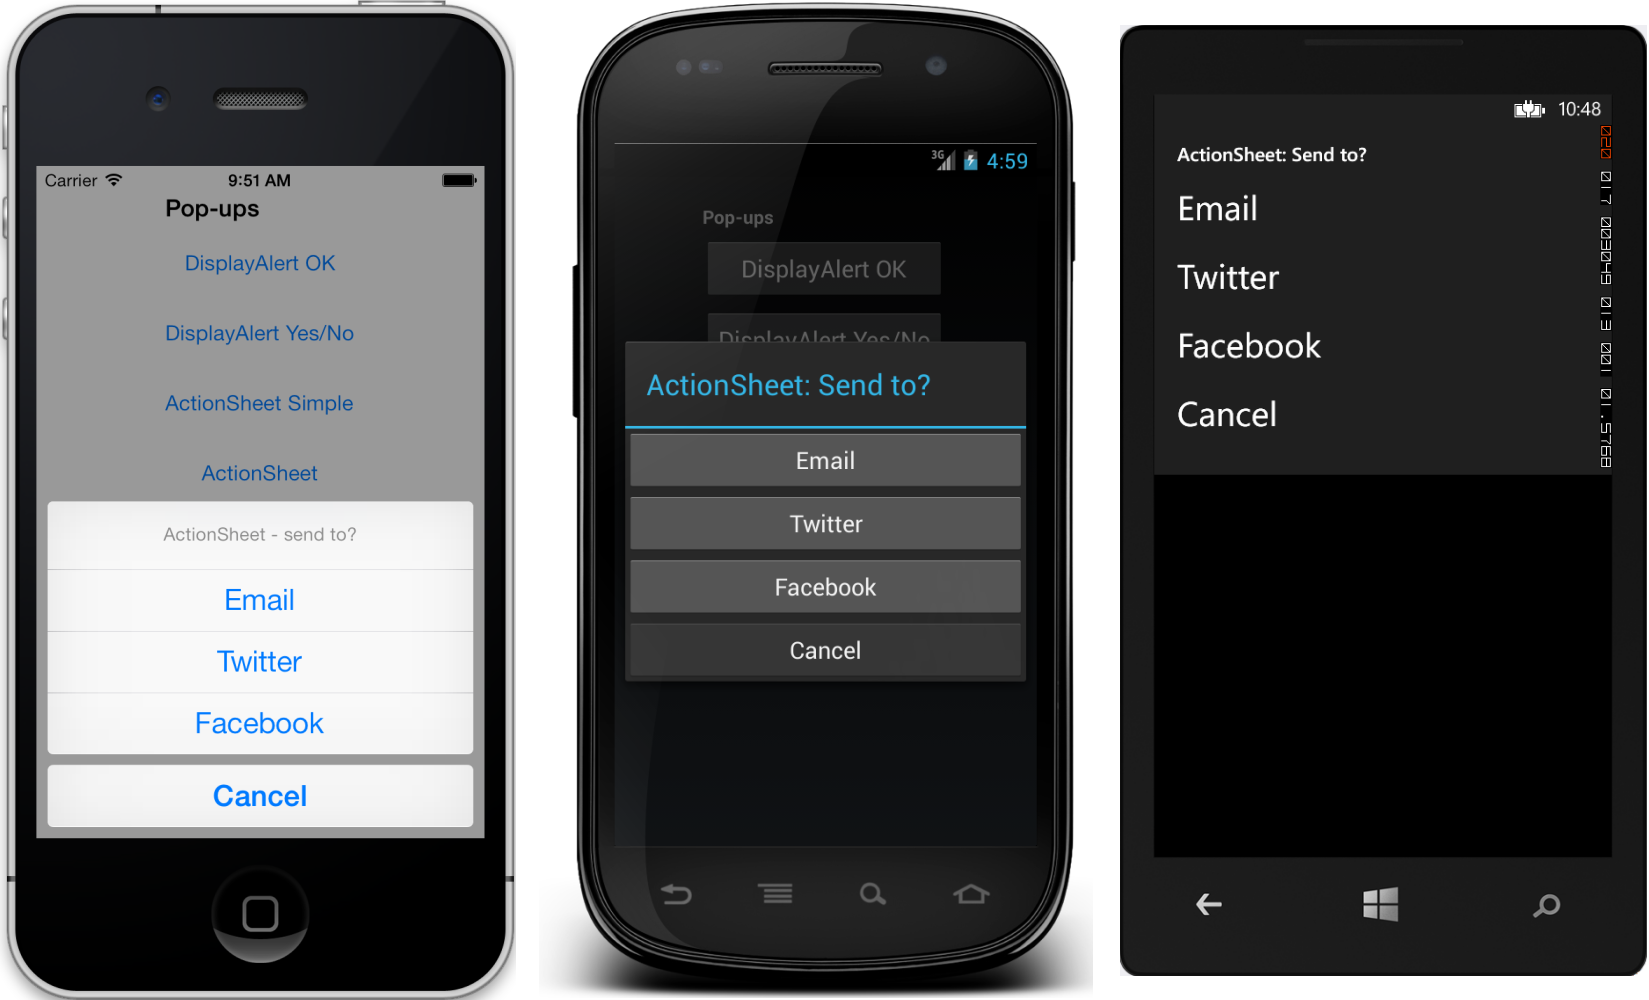 Carrier
9:51 AM
Pop-ups
DisplayAlert OK
DisplayAlert Yes/No
ActionSheet Simple
ActionSheet
ActionSheet - send to?
Email
Twitter
Facebook
Cancel
3G
4:59
Pop-ups
DisplayAlert OK
DisplayAlert Yes/No
ActionSheet: Send to?
Email
Twitter
Facebook
Cancel
10:48
ActionSheet: Send to?
Email
Twitter
Facebook
Cancel